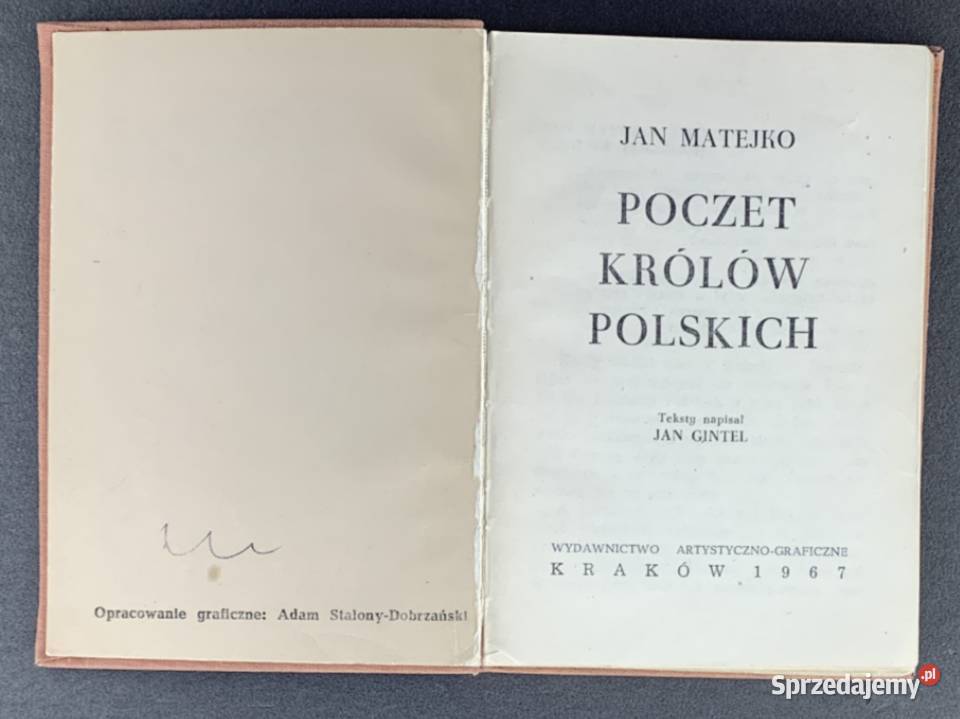 Opracowanie graficzne: Adam Stalony-Dobrzański
JAN MATEJKO
POCZET
KRÓLÓW
POLSKICH
Teksty napisał
JAN GINTEL
WYDAWNICTWO ARTYSTYCZNO-GRAFICZNE
KRAKÓW 1967
Sprzedajemy.pl